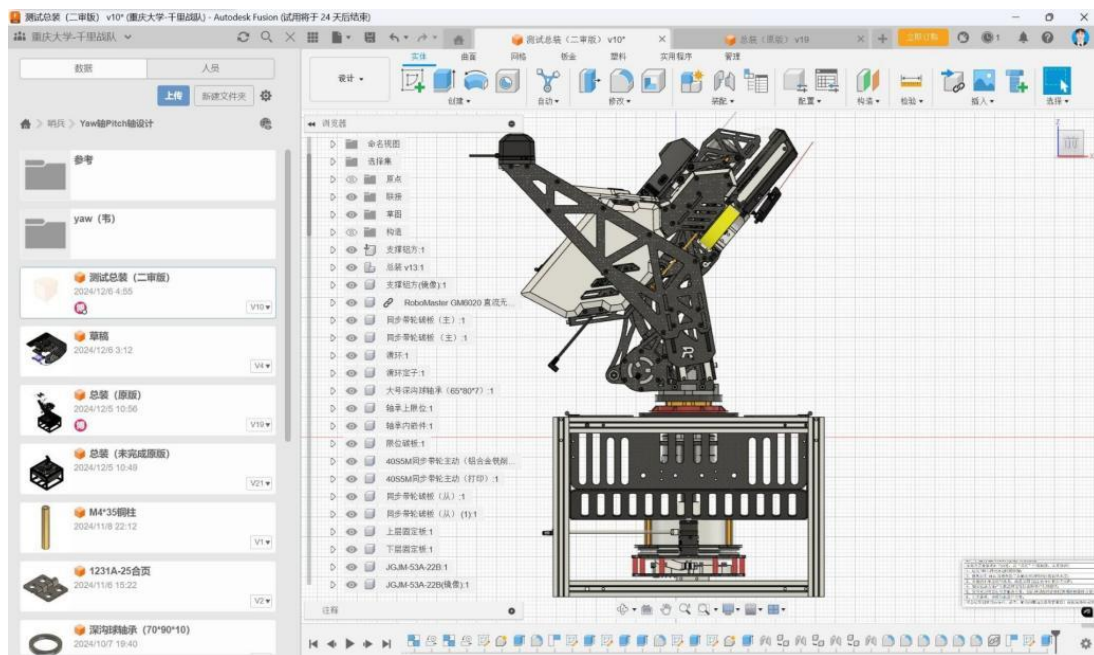 测试总装（二审版） v10* (重庆大学-千里战队) - Autodesk Fusion (试用将于 24 天后结束)
重庆大学-千里战队
测试总装（二审版） v10*
总装（原版） v19
立即订购
1
数据
人员
上传
新建文件夹
哨兵
Yaw轴Pitch轴设计
参考
yaw（韦）
测试总装（二审版）
2024/12/6 4:55
V10
草稿
2024/12/6 3:12
V4
总装（原版）
2024/12/5 10:56
V19
总装（未完成原版）
2024/12/5 10:49
V21
M4*35铜柱
2024/11/8 22:12
V1
1231A-25合页
2024/11/6 15:22
V2
深沟球轴承（70*90*10）
2024/10/7 19:40
实体
曲面
网格
钣金
塑料
实用程序
管理
设计
创建
自动
修改
装配
配置
构造
检验
插入
选择
浏览器
命名视图
选择集
原点
联接
草图
构造
支撑铝方:1
总装 v13:1
支撑铝方(镜像):1
RoboMaster GM6020 直流无...
同步带轮碳板（主）:1
同步带轮碳板（主）:1
滑环:1
滑环定子:1
大号深沟球轴承（65*80*7）:1
轴承上限位:1
轴承内嵌件:1
限位碳板:1
40S5M同步带轮主动（铝合金铣削...
40S5M同步带轮主动（打印）:1
同步带轮碳板（从）:1
同步带轮碳板（从）(1):1
上层固定板:1
下层固定板:1
JGJM-53A-22B:1
JGJM-53A-22B(镜像):1
注释
Z
X
前